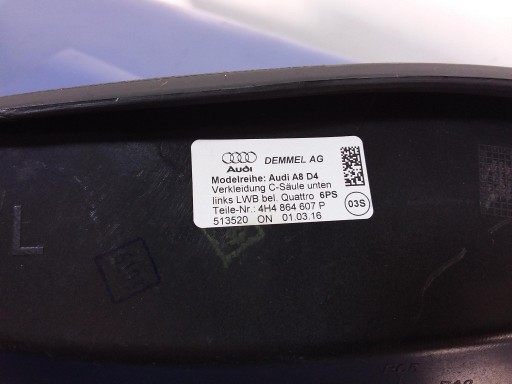 Audi
DEMMEL AG
Modelreihe: Audi A8 D4
Verkleidung C-Säule unten
links LWB bel. Quattro 6PS
Teile-Nr.: 4H4 864 607 P
513520 ON 01.03.16
03S
L